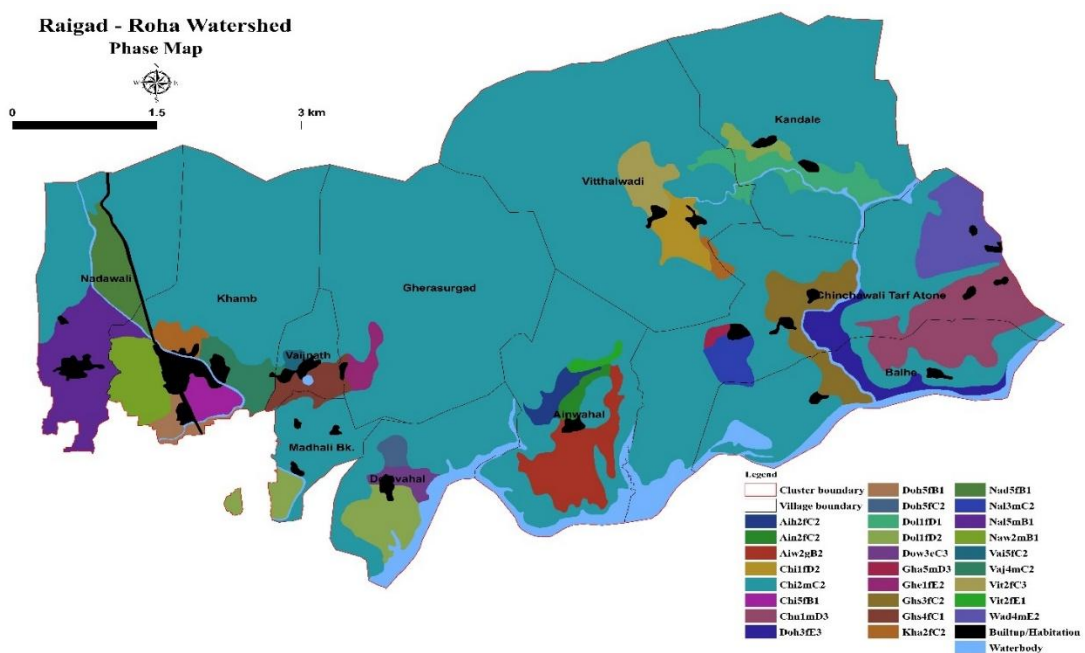 Raigad - Roha Watershed
Phase Map
N
W
E
S
0 1.5 3 km
Kandale
Vitthalwadi
Nadawali
Khamb
Gherasurgad
Chinchawali Tarf Atone
Vaijnath
Balhe
Ainwahal
Madhali Bk.
Legend
Cluster boundary
Village boundary
Aih2fC2
Ain2fC2
Aiw2gB2
Chi1fD2
Chi2mC2
Chi5fB1
Chu1mD3
Doh3fE3
Doh5fB1
Doh5fC2
Dol1fD1
Dol1fD2
Dow3cC3
Gha5mD3
Ghe1fE2
Ghs3fC2
Ghs4fC1
Kha2fC2
Nad5fB1
Nal3mC2
Nal5mB1
Naw2mB1
Vai5fC2
Vaj4mC2
Vit2fC3
Vit2fE1
Wad4mE2
Builtup/Habitation
Waterbody